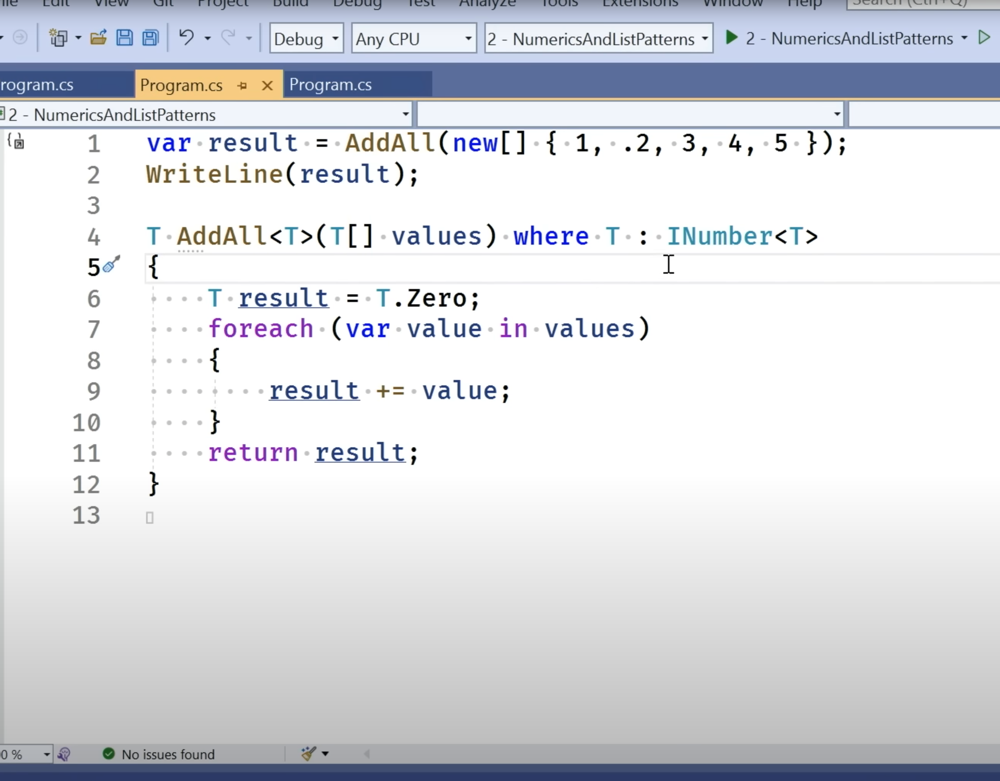 File Edit View Git Project Build Debug Test Analyze Tools Extensions Window Help Search (Ctrl+Q)
Debug Any CPU 2 - NumericsAndListPatterns 2 - NumericsAndListPatterns
rogram.cs Program.cs Program.cs
2 - NumericsAndListPatterns
1 var result = AddAll(new[] { 1, .2, 3, 4, 5 });
2 WriteLine(result);
3
4 T AddAll<T>(T[] values) where T : INumber<T>
5 {
6 T result = T.Zero;
7 foreach (var value in values)
8 {
9 result += value;
10 }
11 return result;
12 }
13
0 % No issues found